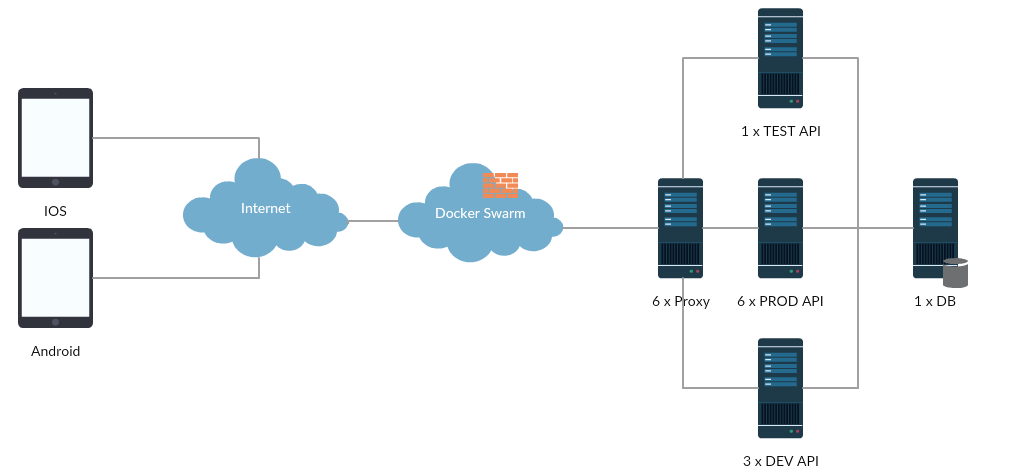 1 x TEST API
IOS
Internet
Docker Swarm
6 x Proxy
6 x PROD API
1 x DB
Android
3 x DEV API